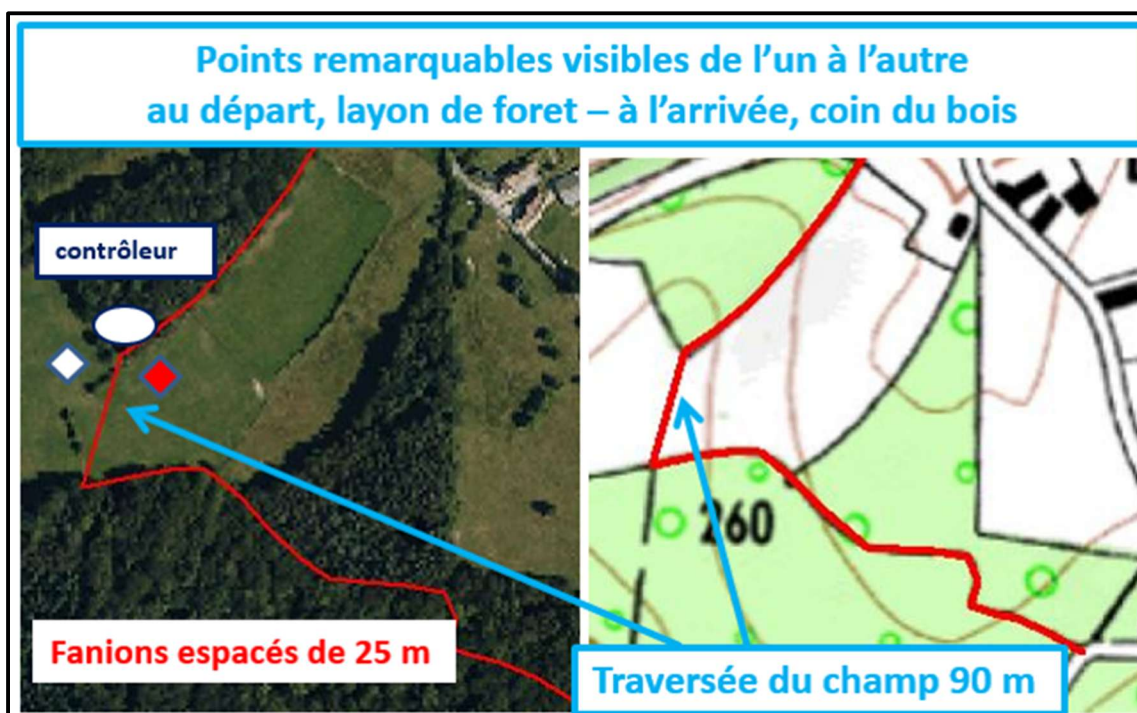 Points remarquables visibles de l’un à l’autre
au départ, layon de foret – à l’arrivée, coin du bois
contrôleur
260
Fanions espacés de 25 m
Traversée du champ 90 m